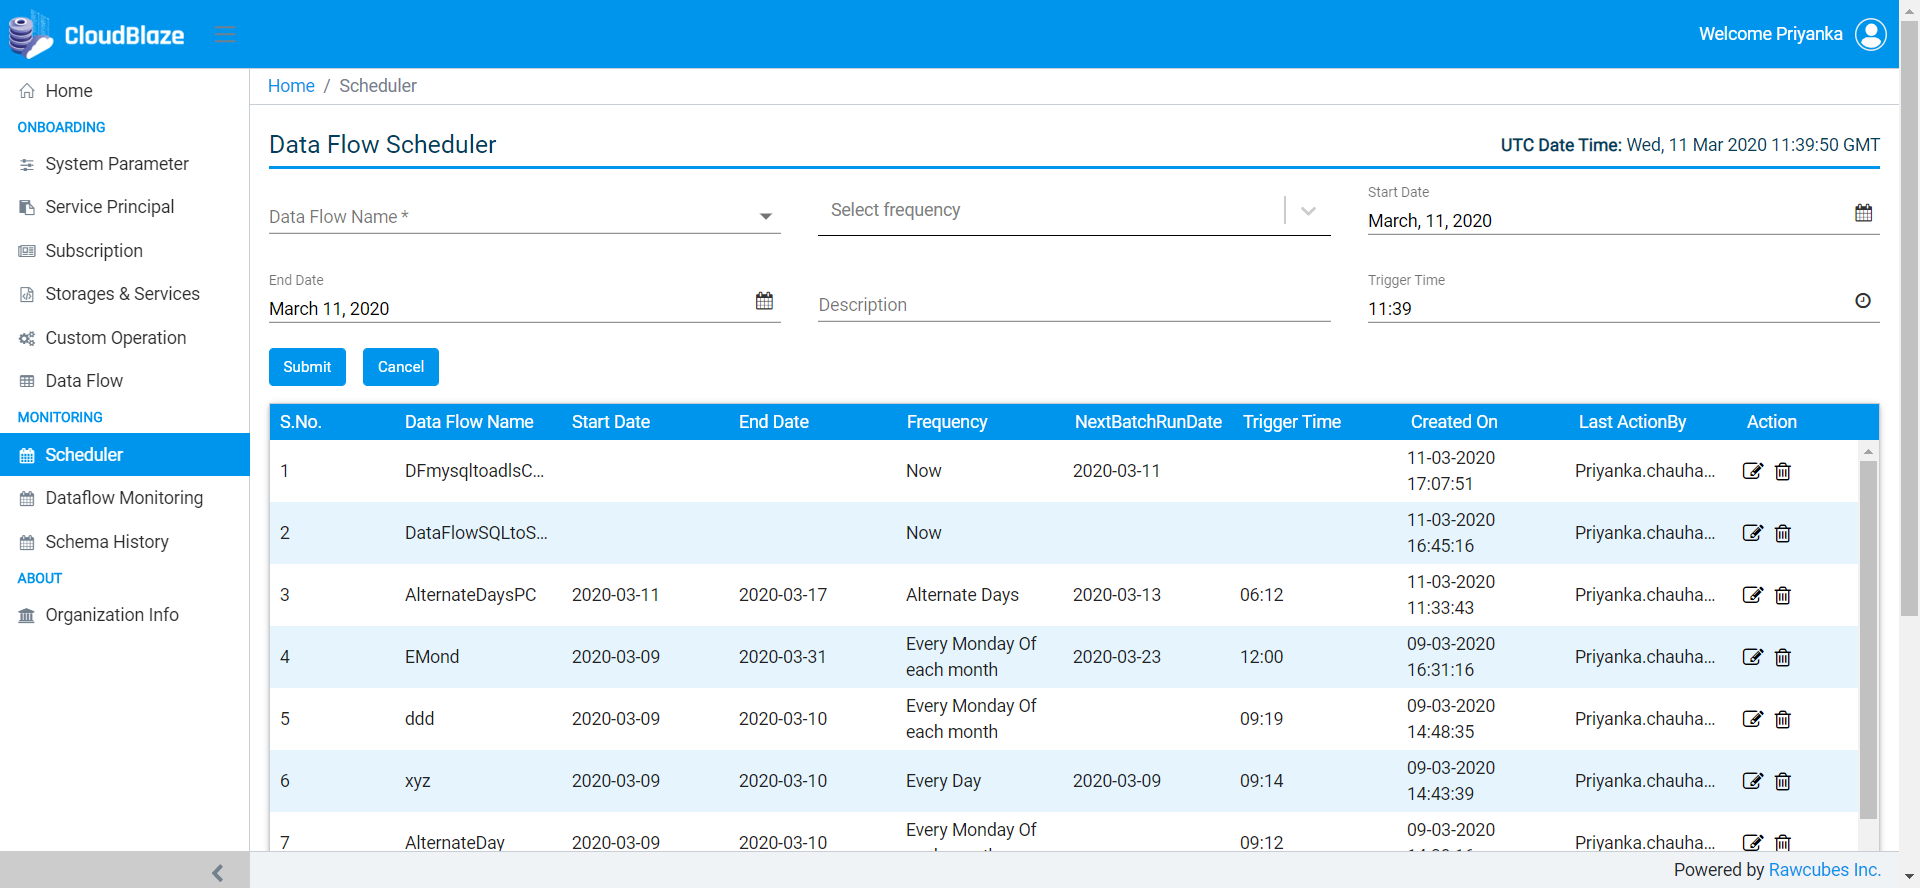 CloudBlaze
Welcome Priyanka
Home
ONBOARDING
System Parameter
Service Principal
Subscription
Storages & Services
Custom Operation
Data Flow
MONITORING
Scheduler
Dataflow Monitoring
Schema History
ABOUT
Organization Info
Home / Scheduler
Data Flow Scheduler
UTC Date Time: Wed, 11 Mar 2020 11:39:50 GMT
Data Flow Name *
Select frequency
Start Date
March, 11, 2020
End Date
March 11, 2020
Description
Trigger Time
11:39
Submit Cancel
S.No. Data Flow Name Start Date End Date Frequency NextBatchRunDate Trigger Time Created On Last ActionBy Action
1 DFmysqltoadlsC... Now 2020-03-11 11-03-2020 17:07:51 Priyanka.chauha...
2 DataFlowSQLtoS... Now 11-03-2020 16:45:16 Priyanka.chauha...
3 AlternateDaysPC 2020-03-11 2020-03-17 Alternate Days 2020-03-13 06:12 11-03-2020 11:33:43 Priyanka.chauha...
4 EMond 2020-03-09 2020-03-31 Every Monday Of each month 2020-03-23 12:00 09-03-2020 16:31:16 Priyanka.chauha...
5 ddd 2020-03-09 2020-03-10 Every Monday Of each month 09:19 09-03-2020 14:48:35 Priyanka.chauha...
6 xyz 2020-03-09 2020-03-10 Every Day 2020-03-09 09:14 09-03-2020 14:43:39 Priyanka.chauha...
7 AlternateDay 2020-03-09 2020-03-10 Every Monday Of 09:12 09-03-2020 Priyanka.chauha...
Powered by Rawcubes Inc.